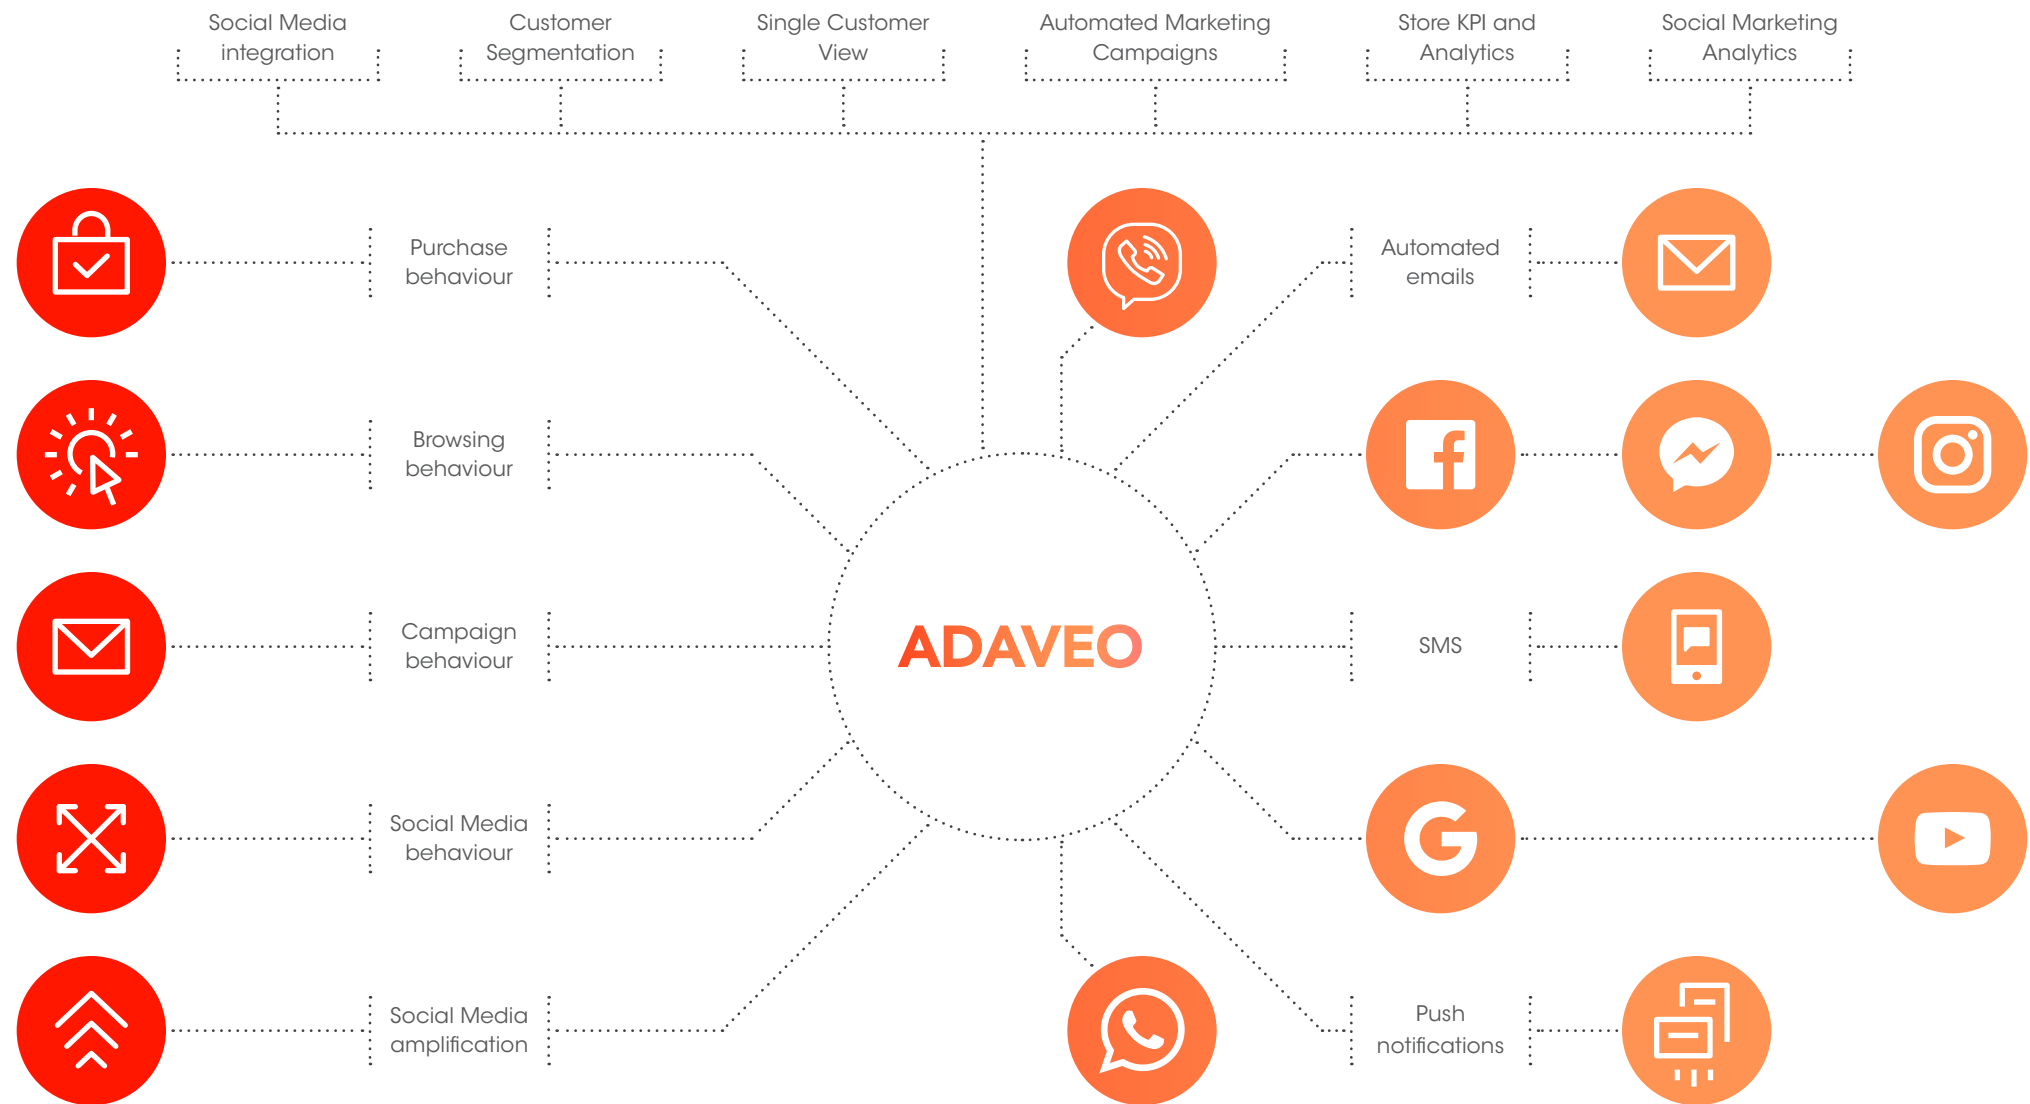 Social Media
integration
Customer
Segmentation
Single Customer
View
Automated Marketing
Campaigns
Store KPI and
Analytics
Social Marketing
Analytics
Purchase
behaviour
Automated
emails
Browsing
behaviour
Campaign
behaviour
ADAVEO
SMS
Social Media
behaviour
Social Media
amplification
Push
notifications